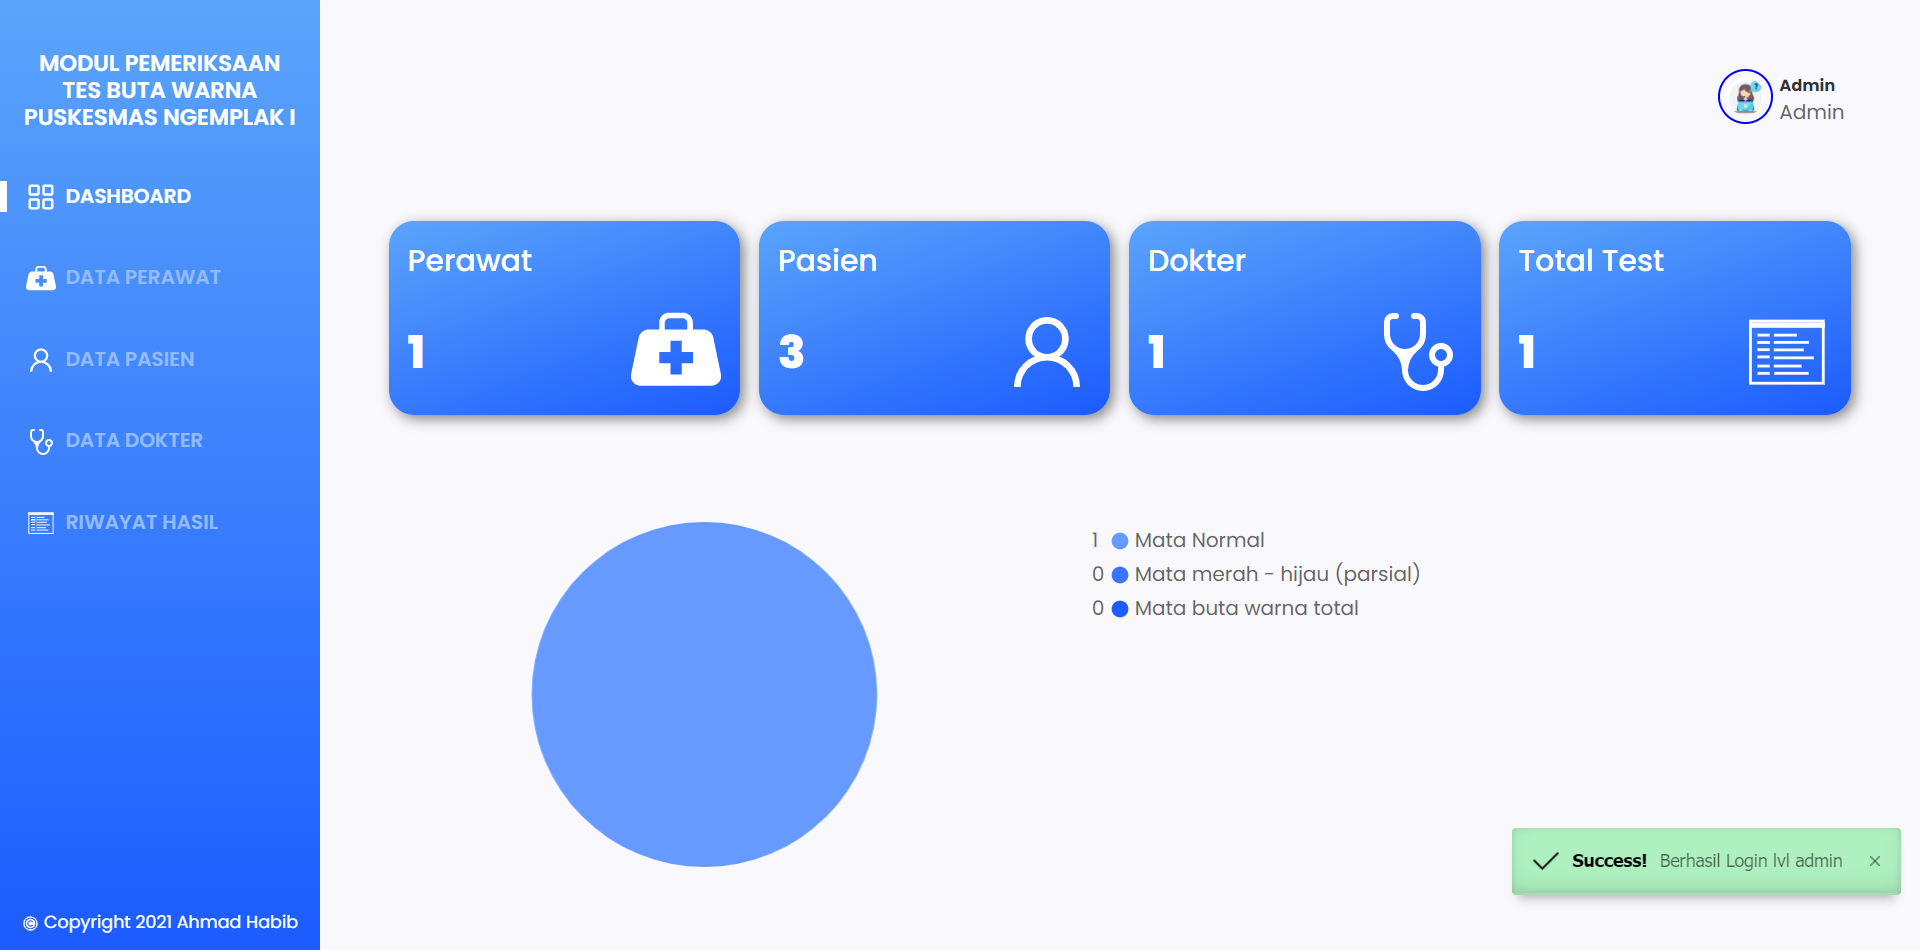 MODUL PEMERIKSAAN
TES BUTA WARNA
PUSKESMAS NGEMPLAK I
DASHBOARD
DATA PERAWAT
DATA PASIEN
DATA DOKTER
RIWAYAT HASIL
© Copyright 2021 Ahmad Habib
Admin
Admin
Perawat
1
Pasien
3
Dokter
1
Total Test
1
1 Mata Normal
0 Mata merah - hijau (parsial)
0 Mata buta warna total
Success! Berhasil Login lvl admin ×